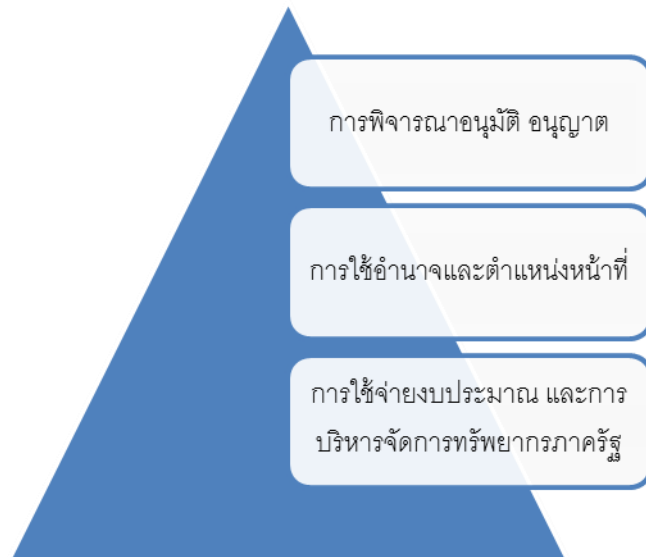 การพิจารณาอนุมัติ อนุญาต
การใช้อำนาจและตำแหน่งหน้าที่
การใช้จ่ายงบประมาณ และการ
บริหารจัดการทรัพยากรภาครัฐ